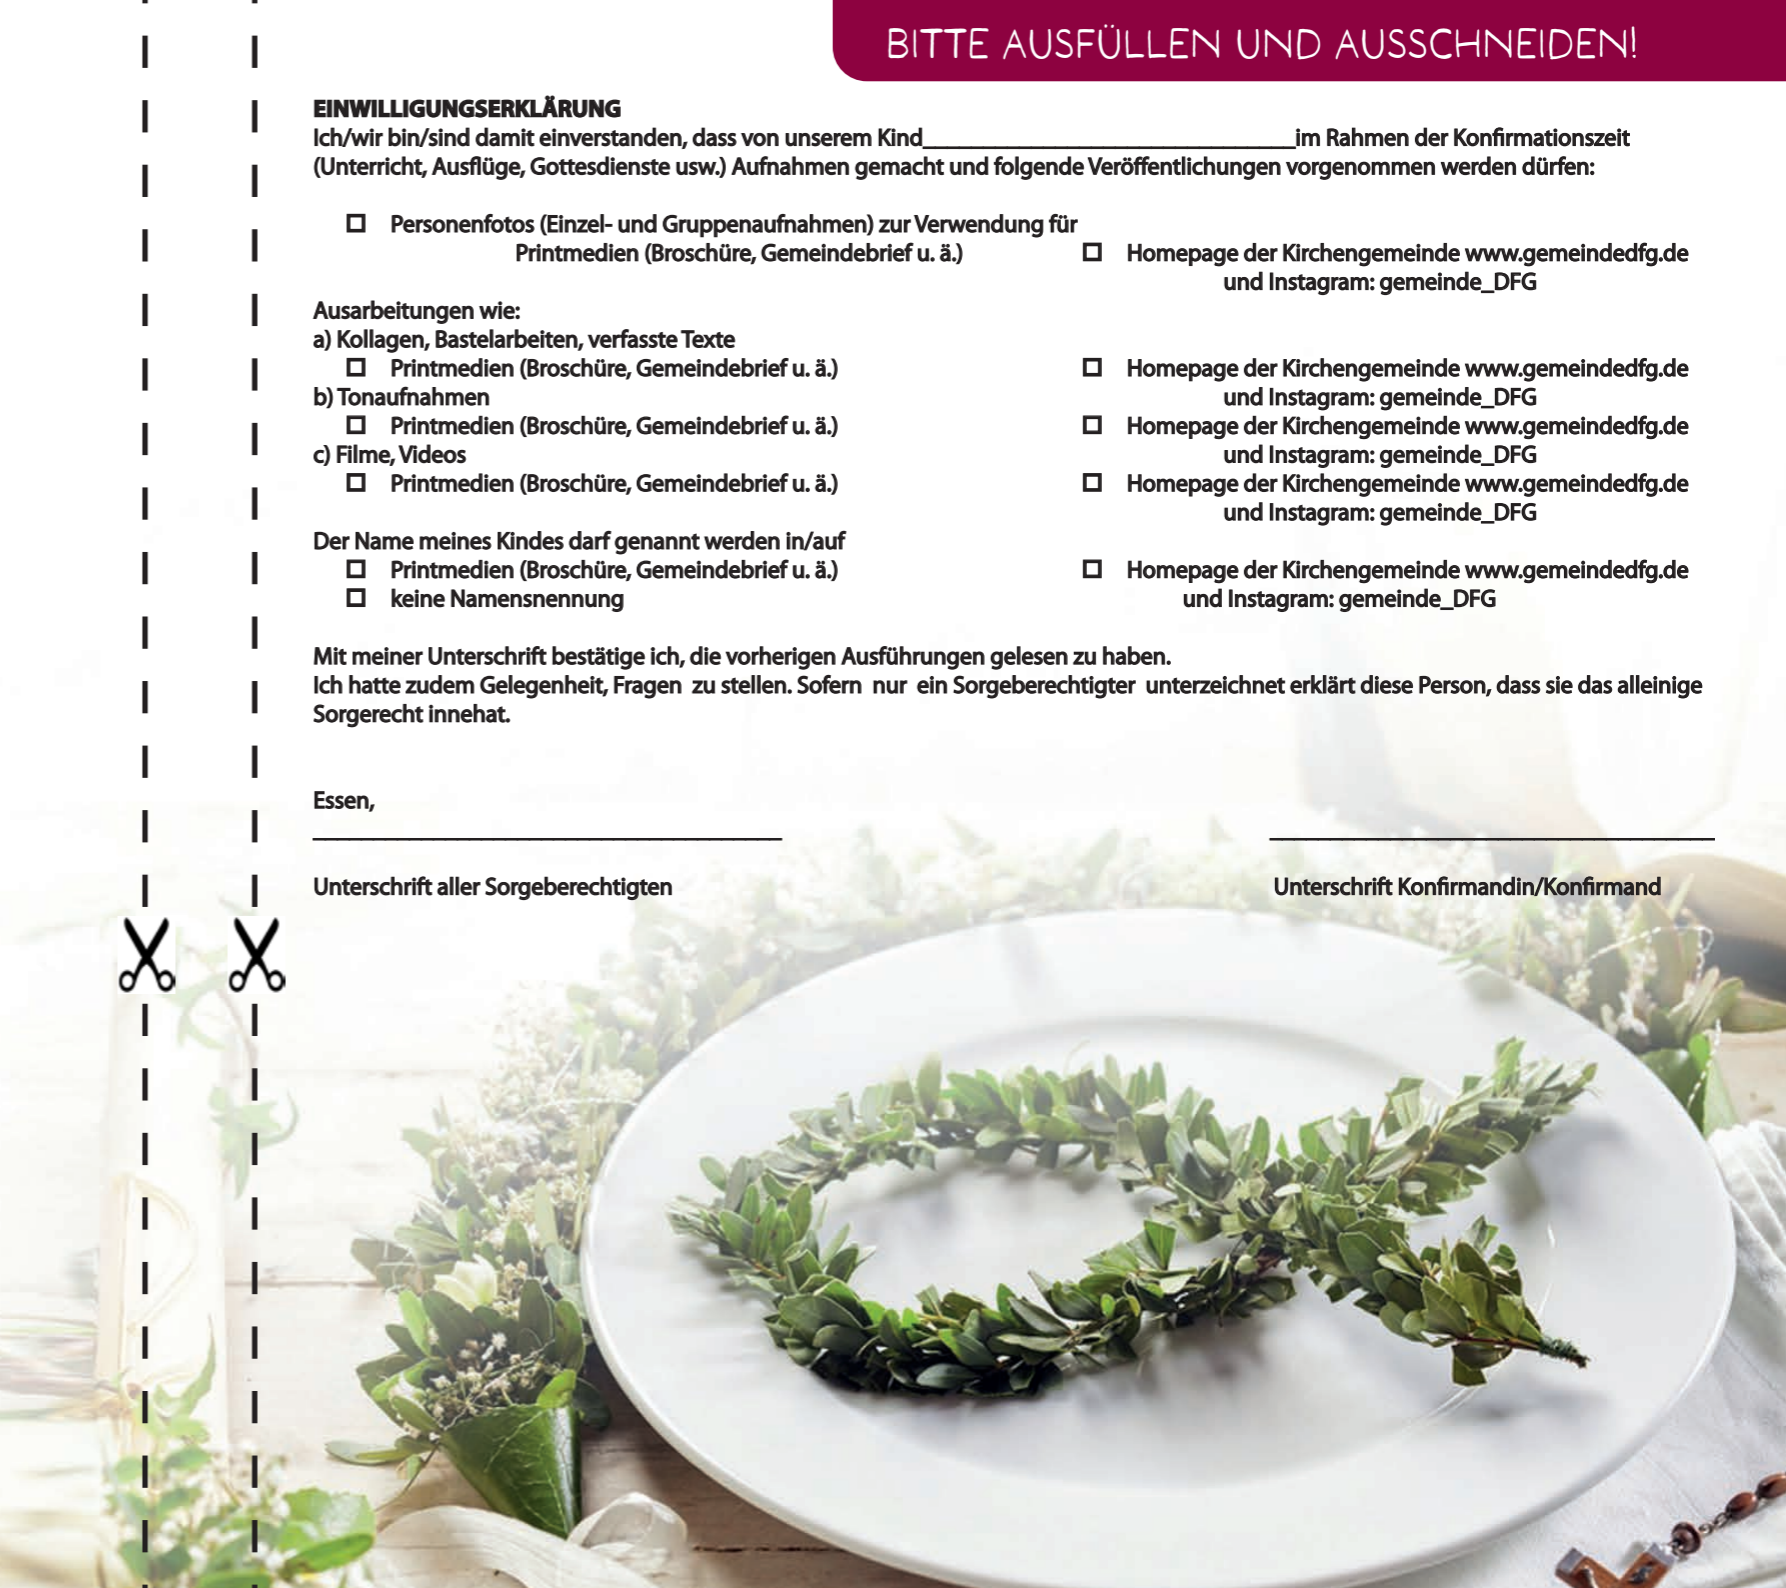 BITTE AUSFÜLLEN UND AUSSCHNEIDEN!
EINWILLIGUNGSERKLÄRUNG
Ich/wir bin/sind damit einverstanden, dass von unserem Kind_______________________________im Rahmen der Konfirmationszeit
(Unterricht, Ausflüge, Gottesdienste usw.) Aufnahmen gemacht und folgende Veröffentlichungen vorgenommen werden dürfen:
☐ Personenfotos (Einzel- und Gruppenaufnahmen) zur Verwendung für
Printmedien (Broschüre, Gemeindebrief u. ä.) ☐ Homepage der Kirchengemeinde www.gemeindedfg.de
und Instagram: gemeinde_DFG
Ausarbeitungen wie:
a) Kollagen, Bastelarbeiten, verfasste Texte
☐ Printmedien (Broschüre, Gemeindebrief u. ä.) ☐ Homepage der Kirchengemeinde www.gemeindedfg.de
b) Tonaufnahmen und Instagram: gemeinde_DFG
☐ Printmedien (Broschüre, Gemeindebrief u. ä.) ☐ Homepage der Kirchengemeinde www.gemeindedfg.de
c) Filme, Videos und Instagram: gemeinde_DFG
☐ Printmedien (Broschüre, Gemeindebrief u. ä.) ☐ Homepage der Kirchengemeinde www.gemeindedfg.de
und Instagram: gemeinde_DFG
Der Name meines Kindes darf genannt werden in/auf
☐ Printmedien (Broschüre, Gemeindebrief u. ä.) ☐ Homepage der Kirchengemeinde www.gemeindedfg.de
☐ keine Namensnennung und Instagram: gemeinde_DFG
Mit meiner Unterschrift bestätige ich, die vorherigen Ausführungen gelesen zu haben.
Ich hatte zudem Gelegenheit, Fragen zu stellen. Sofern nur ein Sorgeberechtigter unterzeichnet erklärt diese Person, dass sie das alleinige
Sorgerecht innehat.
Essen,
Unterschrift aller Sorgeberechtigten Unterschrift Konfirmandin/Konfirmand